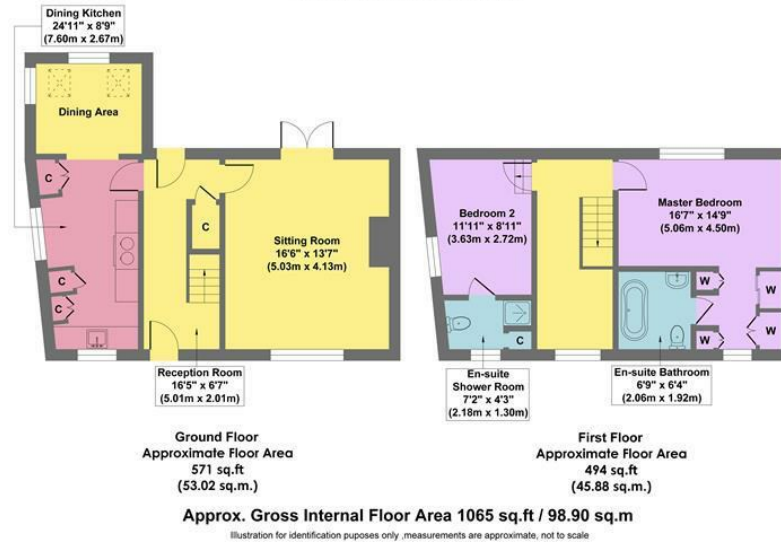 Dining Kitchen
24'11" x 8'9"
(7.60m x 2.67m)
Dining Area
C
C
C
C
Sitting Room
16'6" x 13'7"
(5.03m x 4.13m)
Reception Room
16'5" x 6'7"
(5.01m x 2.01m)
Ground Floor
Approximate Floor Area
571 sq.ft
(53.02 sq.m.)
Bedroom 2
11'11" x 8'11"
(3.63m x 2.72m)
Master Bedroom
16'7" x 14'9"
(5.06m x 4.50m)
W
W
W
W
C
En-suite
Shower Room
7'2" x 4'3"
(2.18m x 1.30m)
En-suite Bathroom
6'9" x 6'4"
(2.06m x 1.92m)
First Floor
Approximate Floor Area
494 sq.ft
(45.88 sq.m.)
Approx. Gross Internal Floor Area 1065 sq.ft / 98.90 sq.m
Illustration for identification puposes only ,measurements are approximate, not to scale